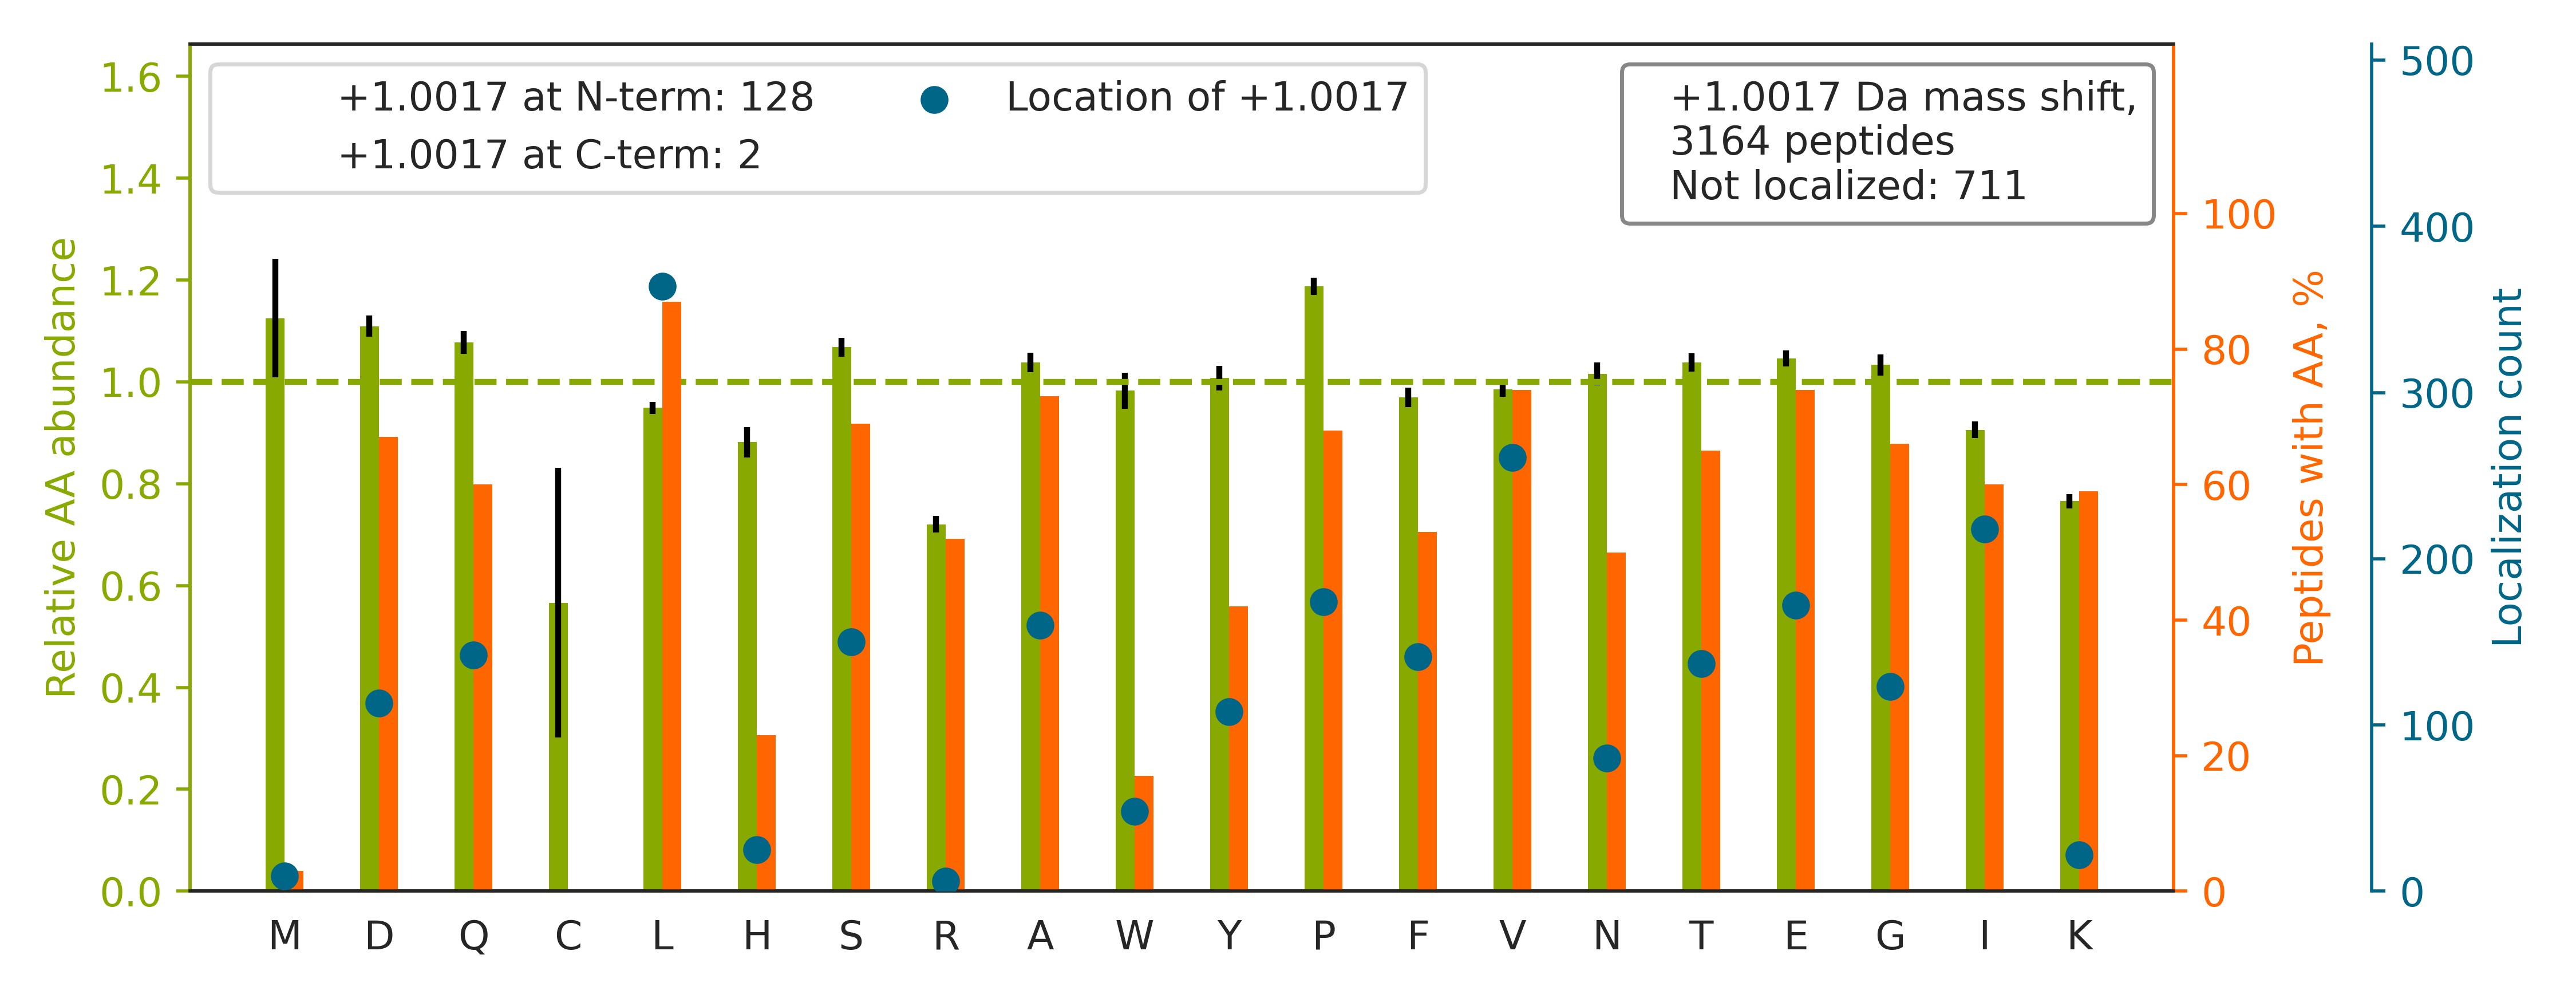 +1.0017 at N-term: 128
+1.0017 at C-term: 2
Location of +1.0017
+1.0017 Da mass shift,
3164 peptides
Not localized: 711
Relative AA abundance
1.6
1.4
1.2
1.0
0.8
0.6
0.4
0.2
0.0
M D Q C L H S R A W Y P F V N T E G I K
100
80
60
40
20
0
Peptides with AA, %
500
400
300
200
100
0
Localization count